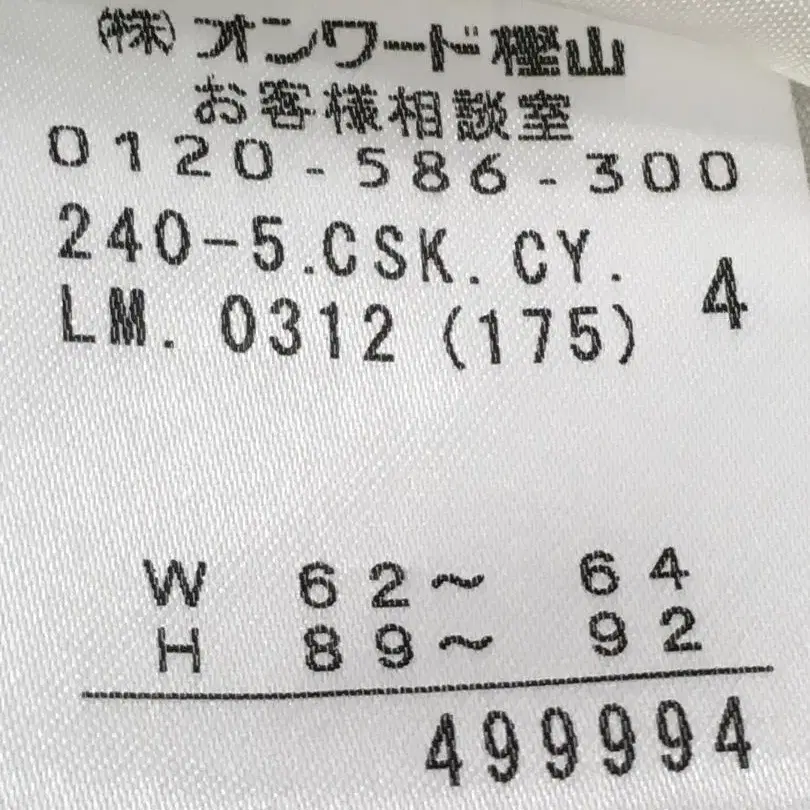 ㈱オンワード樫山
お客様相談室
0120-586-300
240-5.CSK.CY.
LM.0312(175) 4
W 62～ 64
H 89～ 92
499994